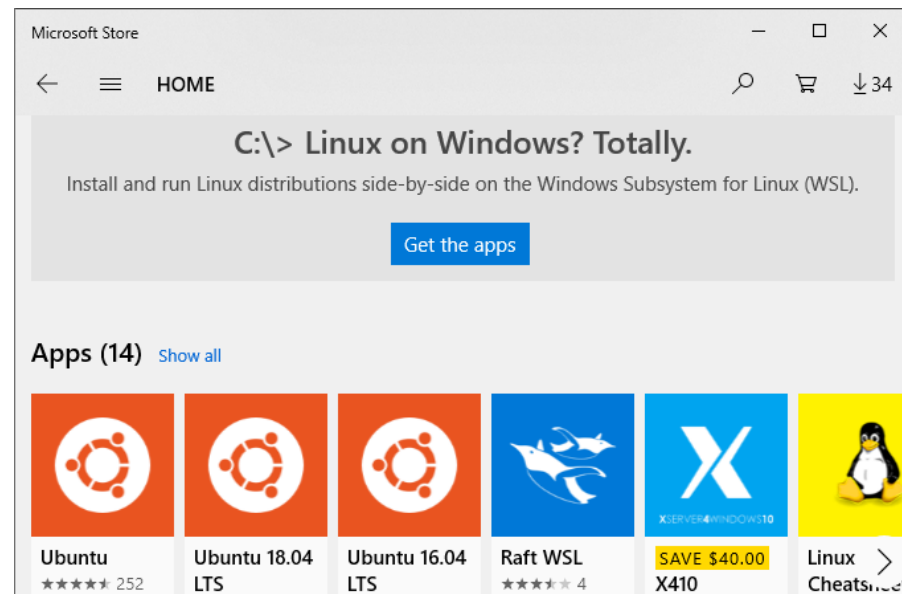 Microsoft Store
HOME
34
C:\> Linux on Windows? Totally.
Install and run Linux distributions side-by-side on the Windows Subsystem for Linux (WSL).
Get the apps
Apps (14) Show all
XSERVER4WINDOWS10
Ubuntu
252
Ubuntu 18.04
LTS
Ubuntu 16.04
LTS
Raft WSL
4
SAVE $40.00
X410
Linux